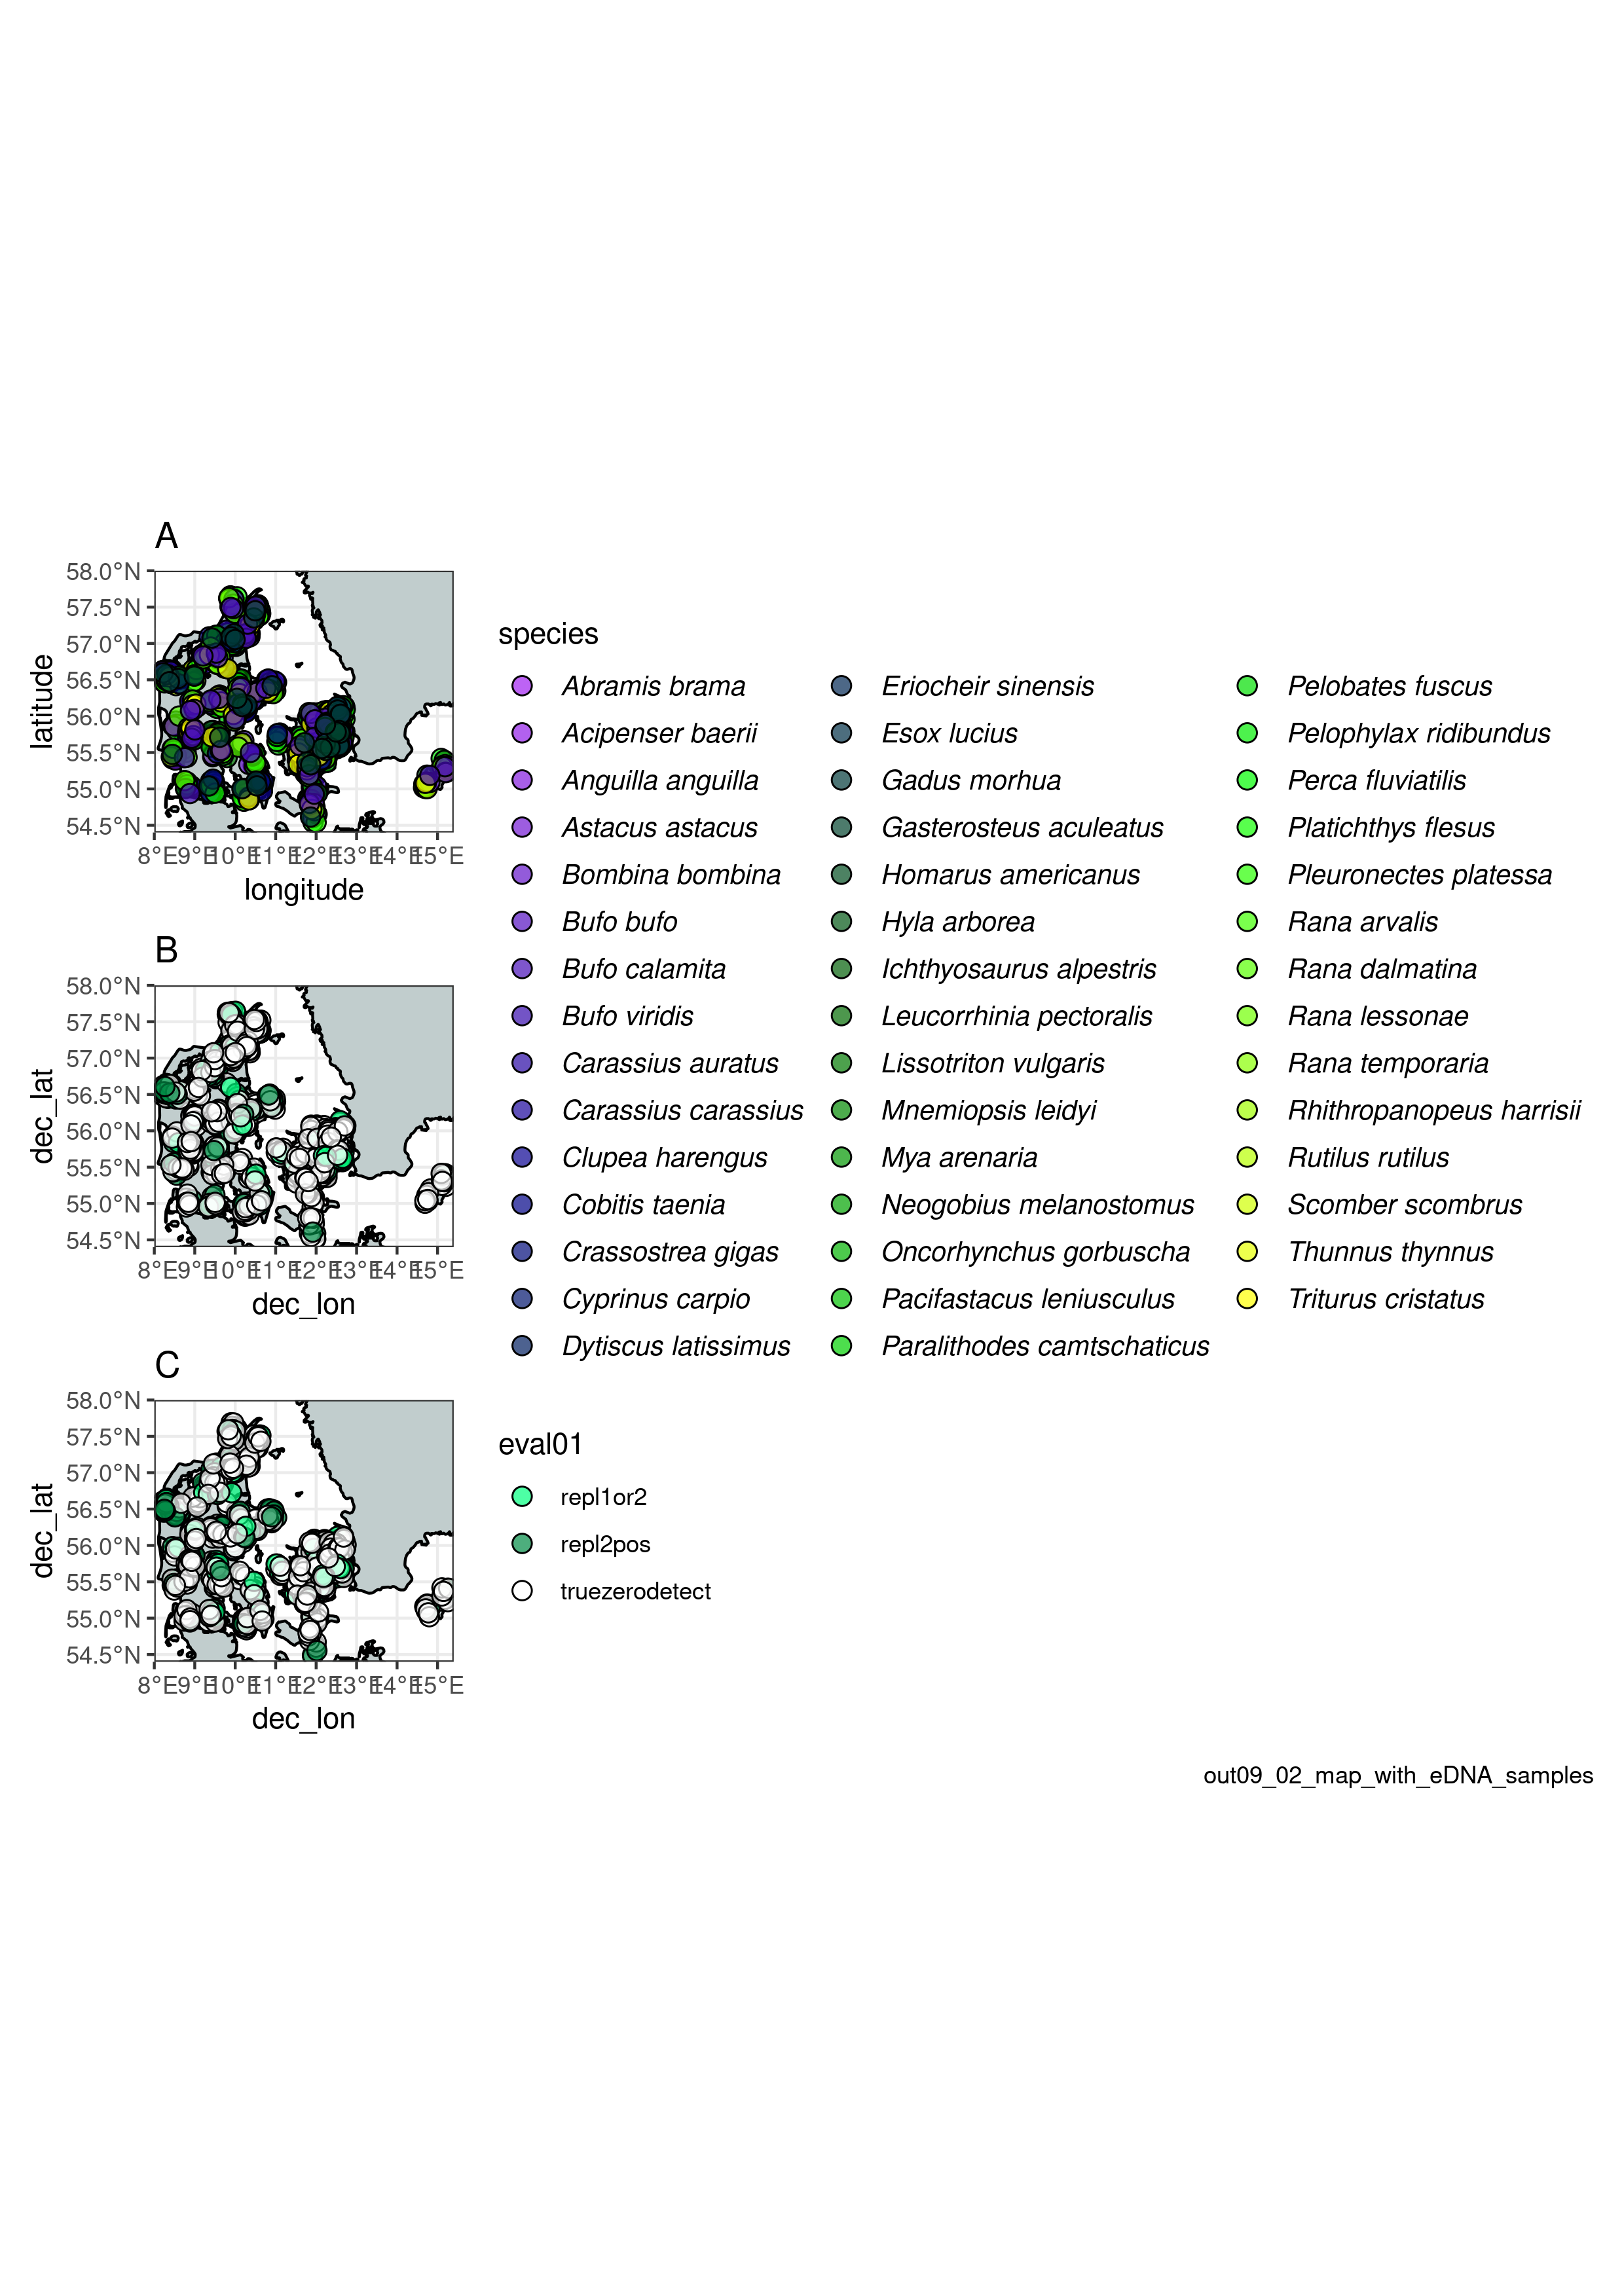 A
58.0°N
57.5°N
57.0°N
56.5°N
56.0°N
55.5°N
55.0°N
54.5°N
latitude
8°E 9°E 10°E 11°E 12°E 13°E 14°E 15°E
longitude
B
58.0°N
57.5°N
57.0°N
56.5°N
56.0°N
55.5°N
55.0°N
54.5°N
dec_lat
8°E 9°E 10°E 11°E 12°E 13°E 14°E 15°E
dec_lon
C
58.0°N
57.5°N
57.0°N
56.5°N
56.0°N
55.5°N
55.0°N
54.5°N
dec_lat
8°E 9°E 10°E 11°E 12°E 13°E 14°E 15°E
dec_lon
species
Abramis brama
Acipenser baerii
Anguilla anguilla
Astacus astacus
Bombina bombina
Bufo bufo
Bufo calamita
Bufo viridis
Carassius auratus
Carassius carassius
Clupea harengus
Cobitis taenia
Crassostrea gigas
Cyprinus carpio
Dytiscus latissimus
Eriocheir sinensis
Esox lucius
Gadus morhua
Gasterosteus aculeatus
Homarus americanus
Hyla arborea
Ichthyosaurus alpestris
Leucorrhinia pectoralis
Lissotriton vulgaris
Mnemiopsis leidyi
Mya arenaria
Neogobius melanostomus
Oncorhynchus gorbuscha
Pacifastacus leniusculus
Paralithodes camtschaticus
Pelobates fuscus
Pelophylax ridibundus
Perca fluviatilis
Platichthys flesus
Pleuronectes platessa
Rana arvalis
Rana dalmatina
Rana lessonae
Rana temporaria
Rhithropanopeus harrisii
Rutilus rutilus
Scomber scombrus
Thunnus thynnus
Triturus cristatus
eval01
repl1or2
repl2pos
truezerodetect
out09_02_map_with_eDNA_samples